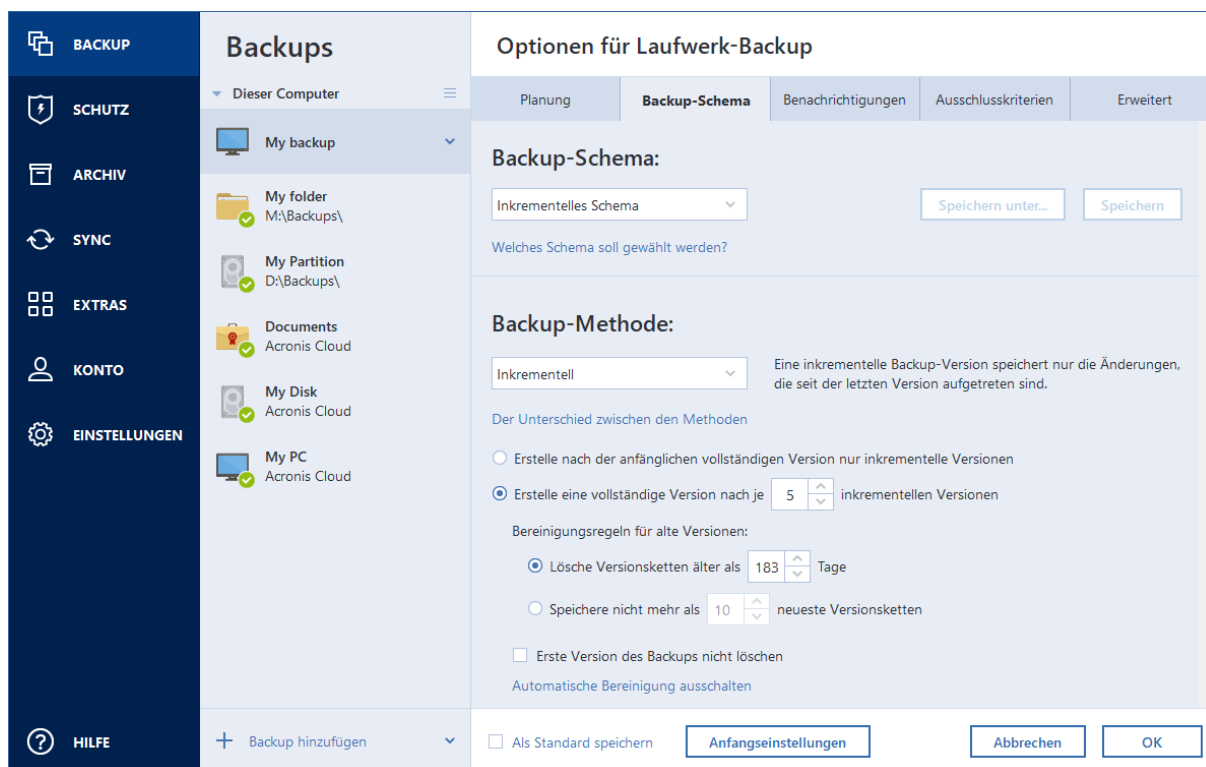 BACKUP
SCHUTZ
ARCHIV
SYNC
EXTRAS
KONTO
EINSTELLUNGEN
HILFE
Backups
Dieser Computer
My backup
My folder
M:\Backups\
My Partition
D:\Backups\
Documents
Acronis Cloud
My Disk
Acronis Cloud
My PC
Acronis Cloud
Backup hinzufügen
Optionen für Laufwerk-Backup
Planung Backup-Schema Benachrichtigungen Ausschlusskriterien Erweitert
Backup-Schema:
Inkrementelles Schema Speichern unter... Speichern
Welches Schema soll gewählt werden?
Backup-Methode:
Inkrementell
Eine inkrementelle Backup-Version speichert nur die Änderungen,
die seit der letzten Version aufgetreten sind.
Der Unterschied zwischen den Methoden
Erstelle nach der anfänglichen vollständigen Version nur inkrementelle Versionen
Erstelle eine vollständige Version nach je 5 inkrementellen Versionen
Bereinigungsregeln für alte Versionen:
Lösche Versionsketten älter als 183 Tage
Speichere nicht mehr als 10 neueste Versionsketten
Erste Version des Backups nicht löschen
Automatische Bereinigung ausschalten
Als Standard speichern Anfangseinstellungen Abbrechen OK